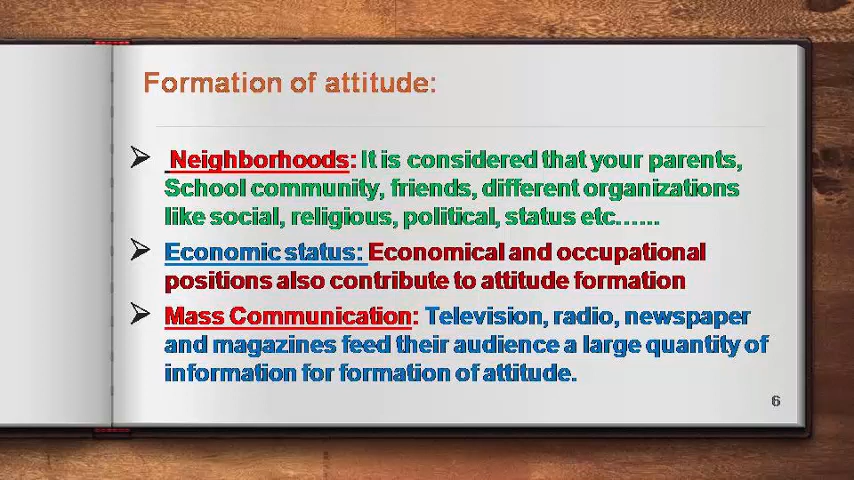 Formation of attitude:
Neighborhoods: It is considered that your parents,
School community, friends, different organizations
like social, religious, political, status etc......
Economic status: Economical and occupational
positions also contribute to attitude formation
Mass Communication: Television, radio, newspaper
and magazines feed their audience a large quantity of
information for formation of attitude.
6